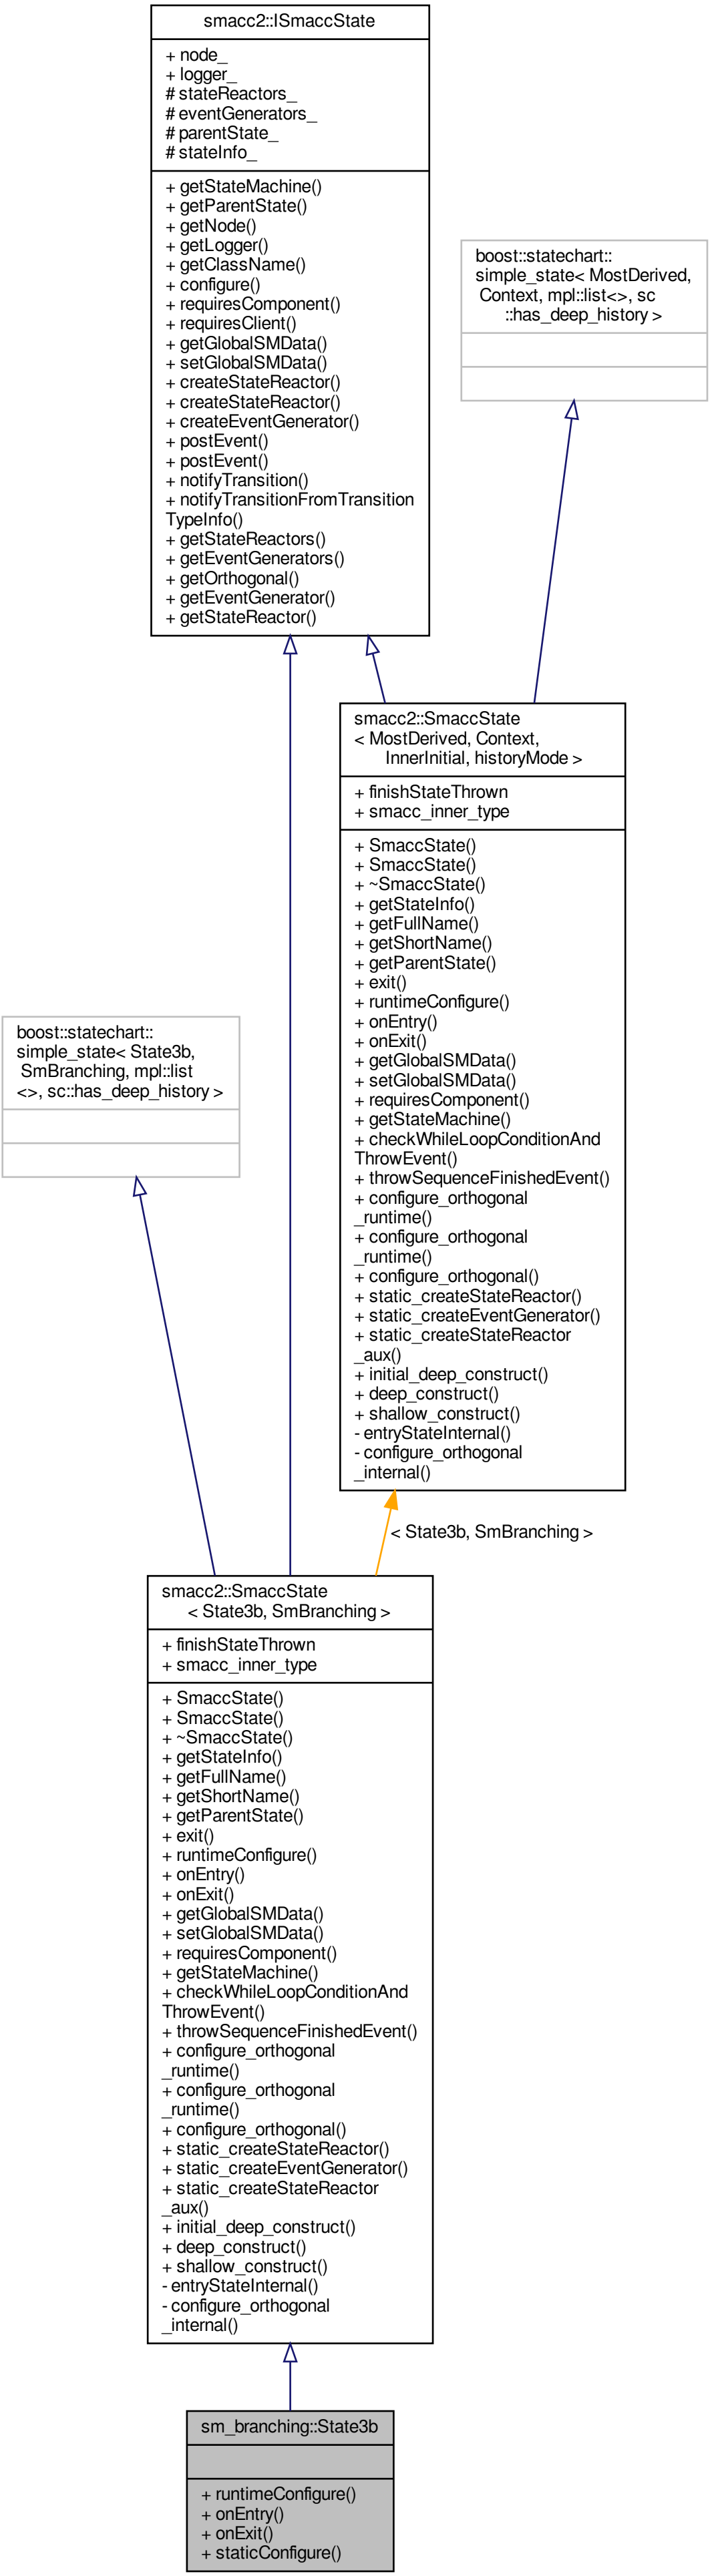 smacc2::ISmaccState
+ node_
+ logger_
# stateReactors_
# eventGenerators_
# parentState_
# stateInfo_
+ getStateMachine()
+ getParentState()
+ getNode()
+ getLogger()
+ getClassName()
+ configure()
+ requiresComponent()
+ requiresClient()
+ getGlobalSMData()
+ setGlobalSMData()
+ createStateReactor()
+ createStateReactor()
+ createEventGenerator()
+ postEvent()
+ postEvent()
+ notifyTransition()
+ notifyTransitionFromTransition
TypeInfo()
+ getStateReactors()
+ getEventGenerators()
+ getOrthogonal()
+ getEventGenerator()
+ getStateReactor()
boost::statechart::
simple_state< MostDerived,
Context, mpl::list<>, sc
::has_deep_history >
smacc2::SmaccState
< MostDerived, Context,
InnerInitial, historyMode >
+ finishStateThrown
+ smacc_inner_type
+ SmaccState()
+ SmaccState()
+ ~SmaccState()
+ getStateInfo()
+ getFullName()
+ getShortName()
+ getParentState()
+ exit()
+ runtimeConfigure()
+ onEntry()
+ onExit()
+ getGlobalSMData()
+ setGlobalSMData()
+ requiresComponent()
+ getStateMachine()
+ checkWhileLoopConditionAnd
ThrowEvent()
+ throwSequenceFinishedEvent()
+ configure_orthogonal
_runtime()
+ configure_orthogonal
_runtime()
+ configure_orthogonal()
+ static_createStateReactor()
+ static_createEventGenerator()
+ static_createStateReactor
_aux()
+ initial_deep_construct()
+ deep_construct()
+ shallow_construct()
- entryStateInternal()
- configure_orthogonal
_internal()
boost::statechart::
simple_state< State3b,
SmBranching, mpl::list
<>, sc::has_deep_history >
< State3b, SmBranching >
smacc2::SmaccState
< State3b, SmBranching >
+ finishStateThrown
+ smacc_inner_type
+ SmaccState()
+ SmaccState()
+ ~SmaccState()
+ getStateInfo()
+ getFullName()
+ getShortName()
+ getParentState()
+ exit()
+ runtimeConfigure()
+ onEntry()
+ onExit()
+ getGlobalSMData()
+ setGlobalSMData()
+ requiresComponent()
+ getStateMachine()
+ checkWhileLoopConditionAnd
ThrowEvent()
+ throwSequenceFinishedEvent()
+ configure_orthogonal
_runtime()
+ configure_orthogonal
_runtime()
+ configure_orthogonal()
+ static_createStateReactor()
+ static_createEventGenerator()
+ static_createStateReactor
_aux()
+ initial_deep_construct()
+ deep_construct()
+ shallow_construct()
- entryStateInternal()
- configure_orthogonal
_internal()
sm_branching::State3b
+ runtimeConfigure()
+ onEntry()
+ onExit()
+ staticConfigure()